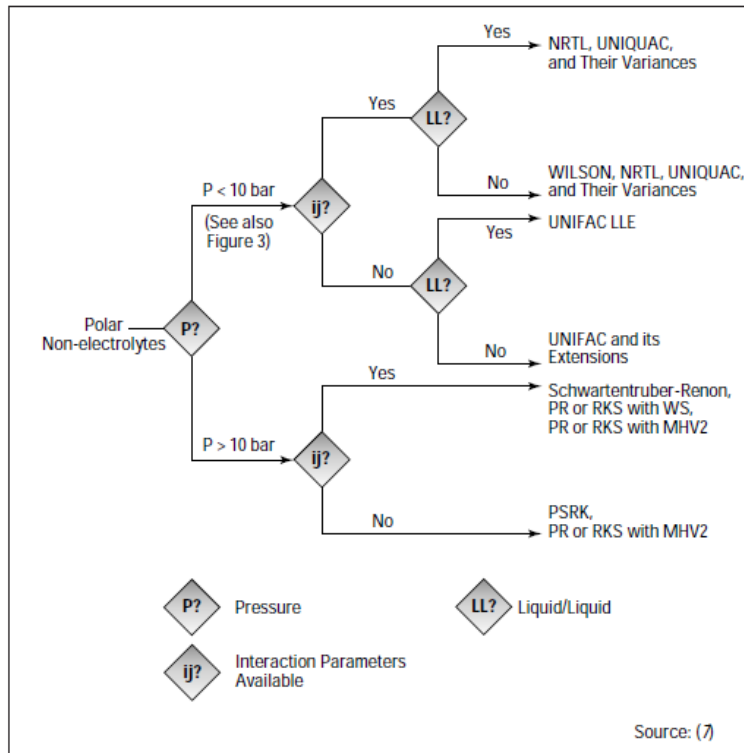 Yes
NRTL, UNIQUAC,
and Their Variances
Yes
LL?
P < 10 bar
No
WILSON, NRTL, UNIQUAC,
and Their Variances
(See also
Figure 3)
ij?
Yes
UNIFAC LLE
No
LL?
Polar
Non-electrolytes
P?
No
UNIFAC and its
Extensions
Yes
Schwartentruber-Renon,
PR or RKS with WS,
PR or RKS with MHV2
P > 10 bar
ij?
No
PSRK,
PR or RKS with MHV2
P?
Pressure
LL?
Liquid/Liquid
ij?
Interaction Parameters
Available
Source: (7)